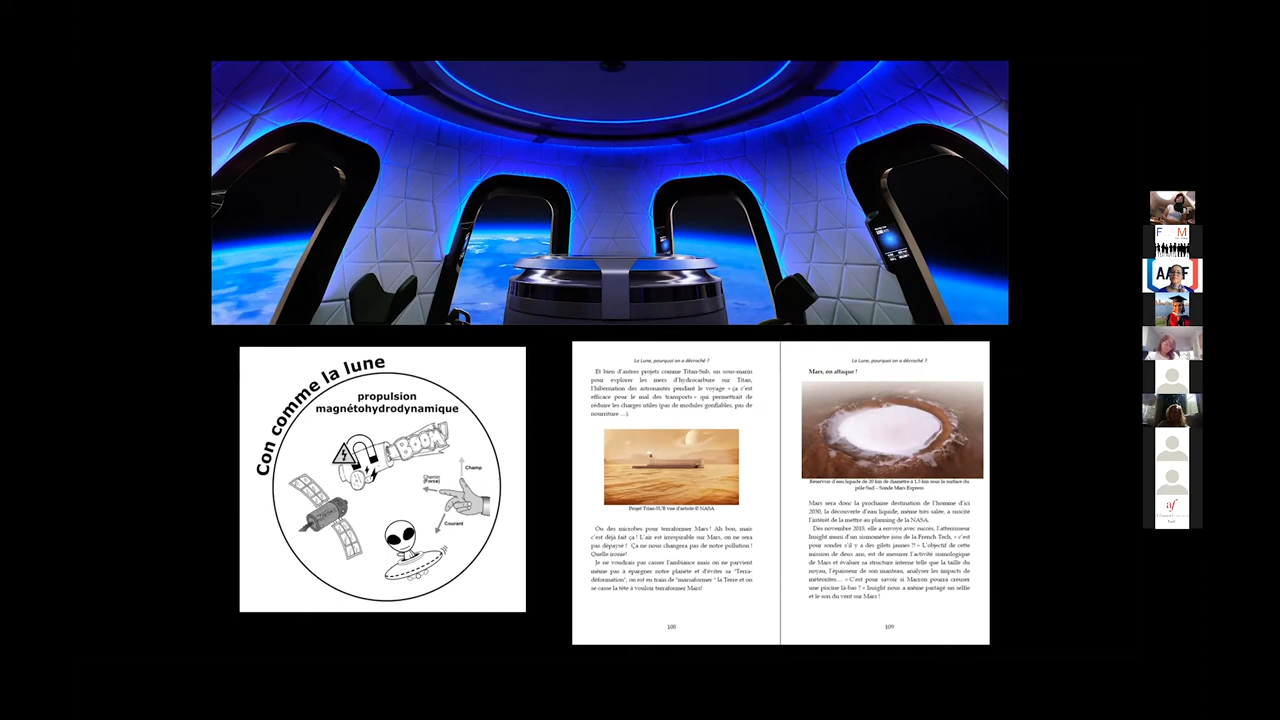 Con comme la lune
propulsion
magnétohydrodynamique
BOOM
Champ
Chemin
(Force)
Courant
La Lune, pourquoi on a décroché ?
Et bien d'autres projets comme Titan-Sub, un sous-marin
pour explorer les mers d'hydrocarbure sur Titan,
l'hibernation des astronautes pendant le voyage « ça c'est
efficace pour le mal des transports » qui permettrait de
réduire les charges utiles (pas de modules gonflables, pas de
nourriture …).
Projet Titan-SUB vue d'artiste © NASA
Ou des microbes pour terraformer Mars ! Ah bon, mais
c'est déjà fait ça ! L'air est irrespirable sur Mars, on ne sera
pas dépaysé ! Ça ne nous changera pas de notre pollution !
Quelle ironie!
Je ne voudrais pas casser l'ambiance mais on ne parvient
même pas à épargner notre planète et d'éviter sa "Terra-
déformation", on est en train de "marsaformer " la Terre et on
se casse la tête à vouloir terraformer Mars!
108
La Lune, pourquoi on a décroché ?
Mars, on attaque !
Réservoir d'eau liquide de 20 km de diamètre à 1,5 km sous la surface du
pôle Sud – Sonde Mars Express
Mars sera donc la prochaine destination de l'homme d'ici
2030, la découverte d'eau liquide, même très salée, a suscité
l'intérêt de la mettre au planning de la NASA.
Dès novembre 2018, elle a envoyé avec succès, l'atterrisseur
Insight muni d'un sismomètre issu de la French Tech, « c'est
pour sonder s'il y a des gilets jaunes ?! » L'objectif de cette
mission de deux ans, est de mesurer l'activité sismologique
de Mars et évaluer sa structure interne telle que la taille du
noyau, l'épaisseur de son manteau, analyser les impacts de
météorites… « C'est pour savoir si Macron pourra creuser
une piscine là-bas ? » Insight nous a même partagé un selfie
et le son du vent sur Mars !
109
F M
AF
af